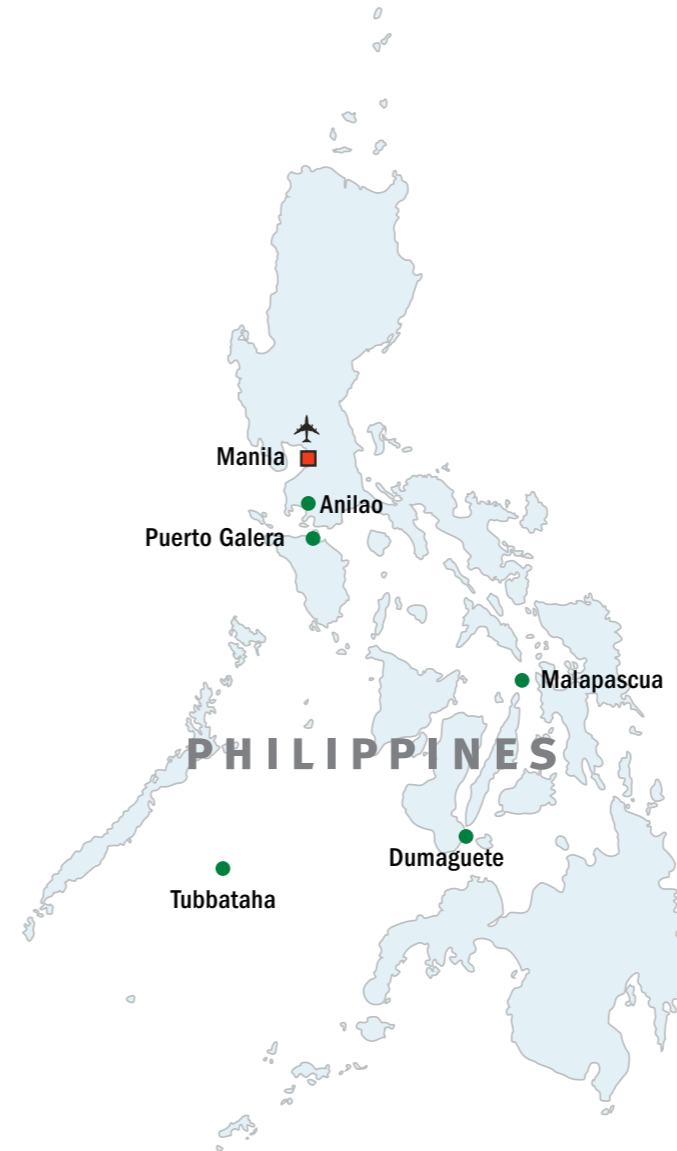 Manila
Anilao
Puerto Galera
Malapascua
PHILIPPINES
Dumaguete
Tubbataha